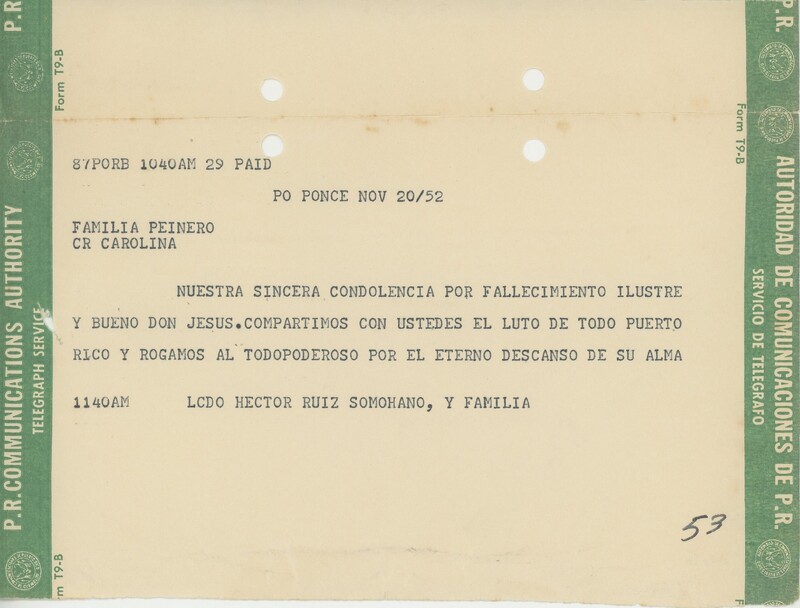 P.R.
Form T9-B
P.R. COMMUNICATIONS AUTHORITY
TELEGRAPH SERVICE
87PORB 1040AM 29 PAID
PO PONCE NOV 20/52
FAMILIA PEINERO
CR CAROLINA
NUESTRA SINCERA CONDOLENCIA POR FALLECIMIENTO ILUSTRE
Y BUENO DON JESUS.COMPARTIMOS CON USTEDES EL LUTO DE TODO PUERTO
RICO Y ROGAMOS AL TODOPODEROSO POR EL ETERNO DESCANSO DE SU ALMA
1140AM LCDO HECTOR RUIZ SOMOHANO, Y FAMILIA
53
rm T9-B
P.R.
Form T9-B
AUTORIDAD DE COMUNICACIONES DE P.R.
SERVICIO DE TELEGRAFO
F